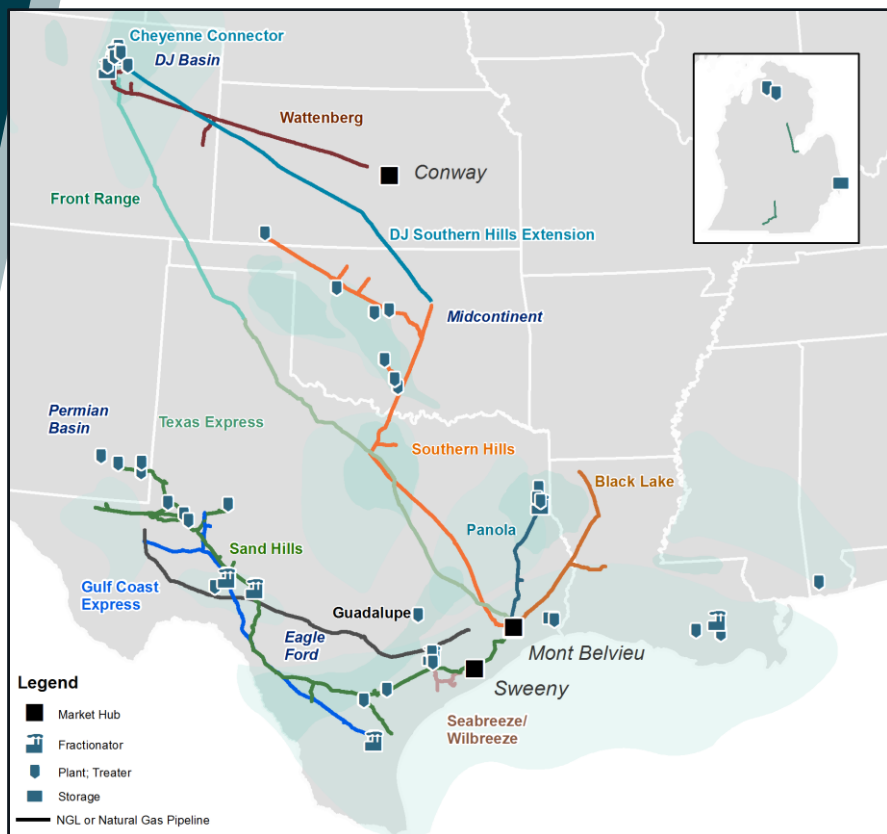 Cheyenne Connector
DJ Basin
Wattenberg
Conway
Front Range
DJ Southern Hills Extension
Midcontinent
Permian
Basin
Texas Express
Southern Hills
Black Lake
Panola
Sand Hills
Gulf Coast
Express
Guadalupe
Eagle
Ford
Mont Belvieu
Sweeny
Seabreeze/
Wilbreeze
Legend
Market Hub
Fractionator
Plant; Treater
Storage
NGL or Natural Gas Pipeline